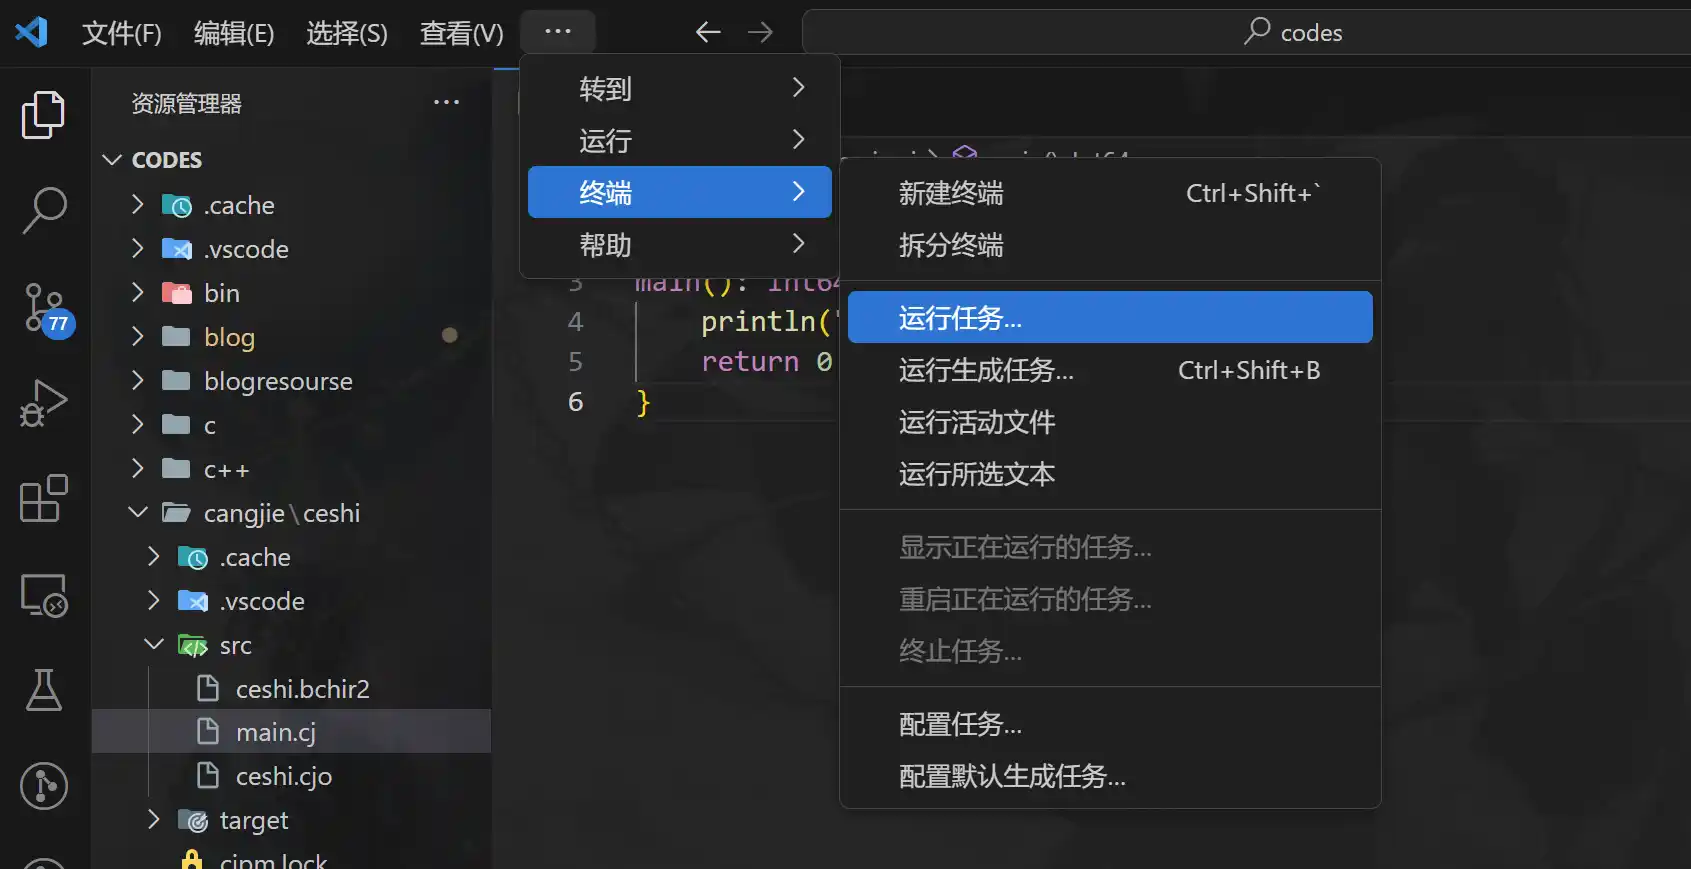 文件(F) 编辑(E) 选择(S) 查看(V) ··· codes
资源管理器 ···
CODES
.cache
.vscode
bin
blog
blogresourse
c
c++
cangjie\ceshi
.cache
.vscode
src
ceshi.bchir2
main.cj
ceshi.cjo
target
cjpm.lock
77
转到
运行
终端
帮助
3 main(): int64
4 println("
5 return 0
6 }
新建终端 Ctrl+Shift+`
拆分终端
运行任务...
运行生成任务... Ctrl+Shift+B
运行活动文件
运行所选文本
显示正在运行的任务...
重启正在运行的任务...
终止任务...
配置任务...
配置默认生成任务...